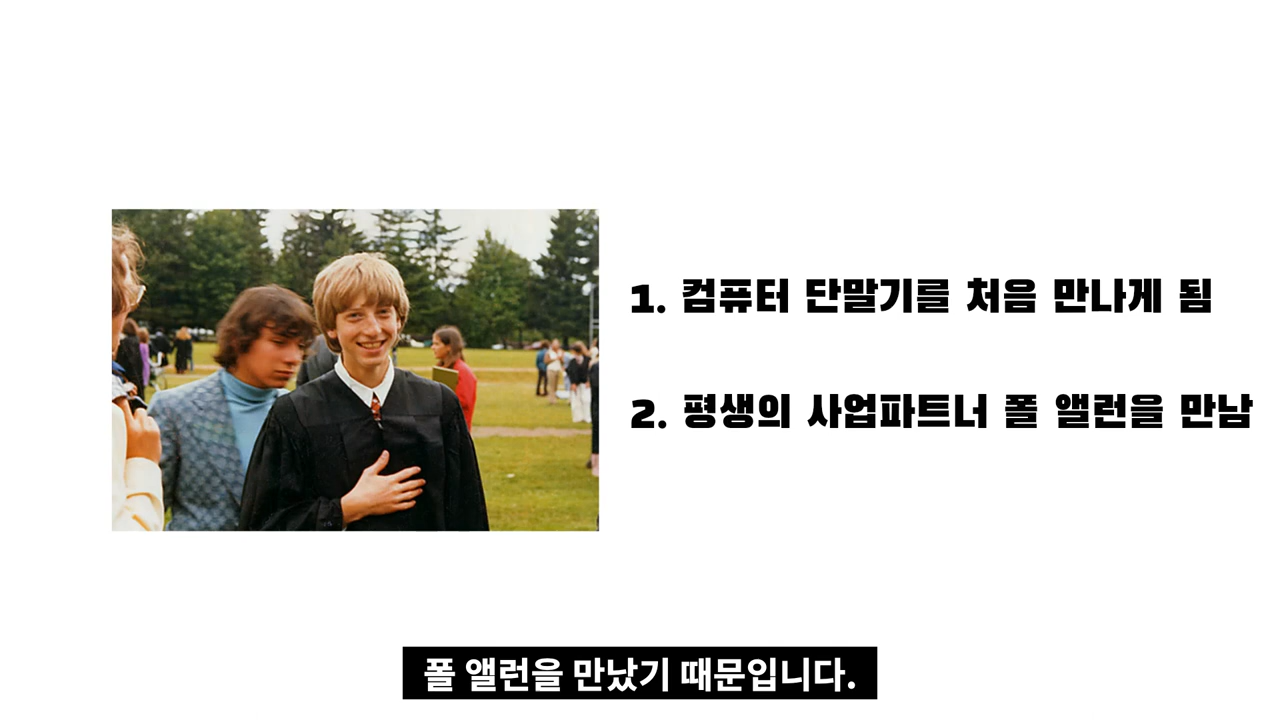 1. 컴퓨터 단말기를 처음 만나게 됨
2. 평생의 사업파트너 폴 앨런을 만남
폴 앨런을 만났기 때문입니다.